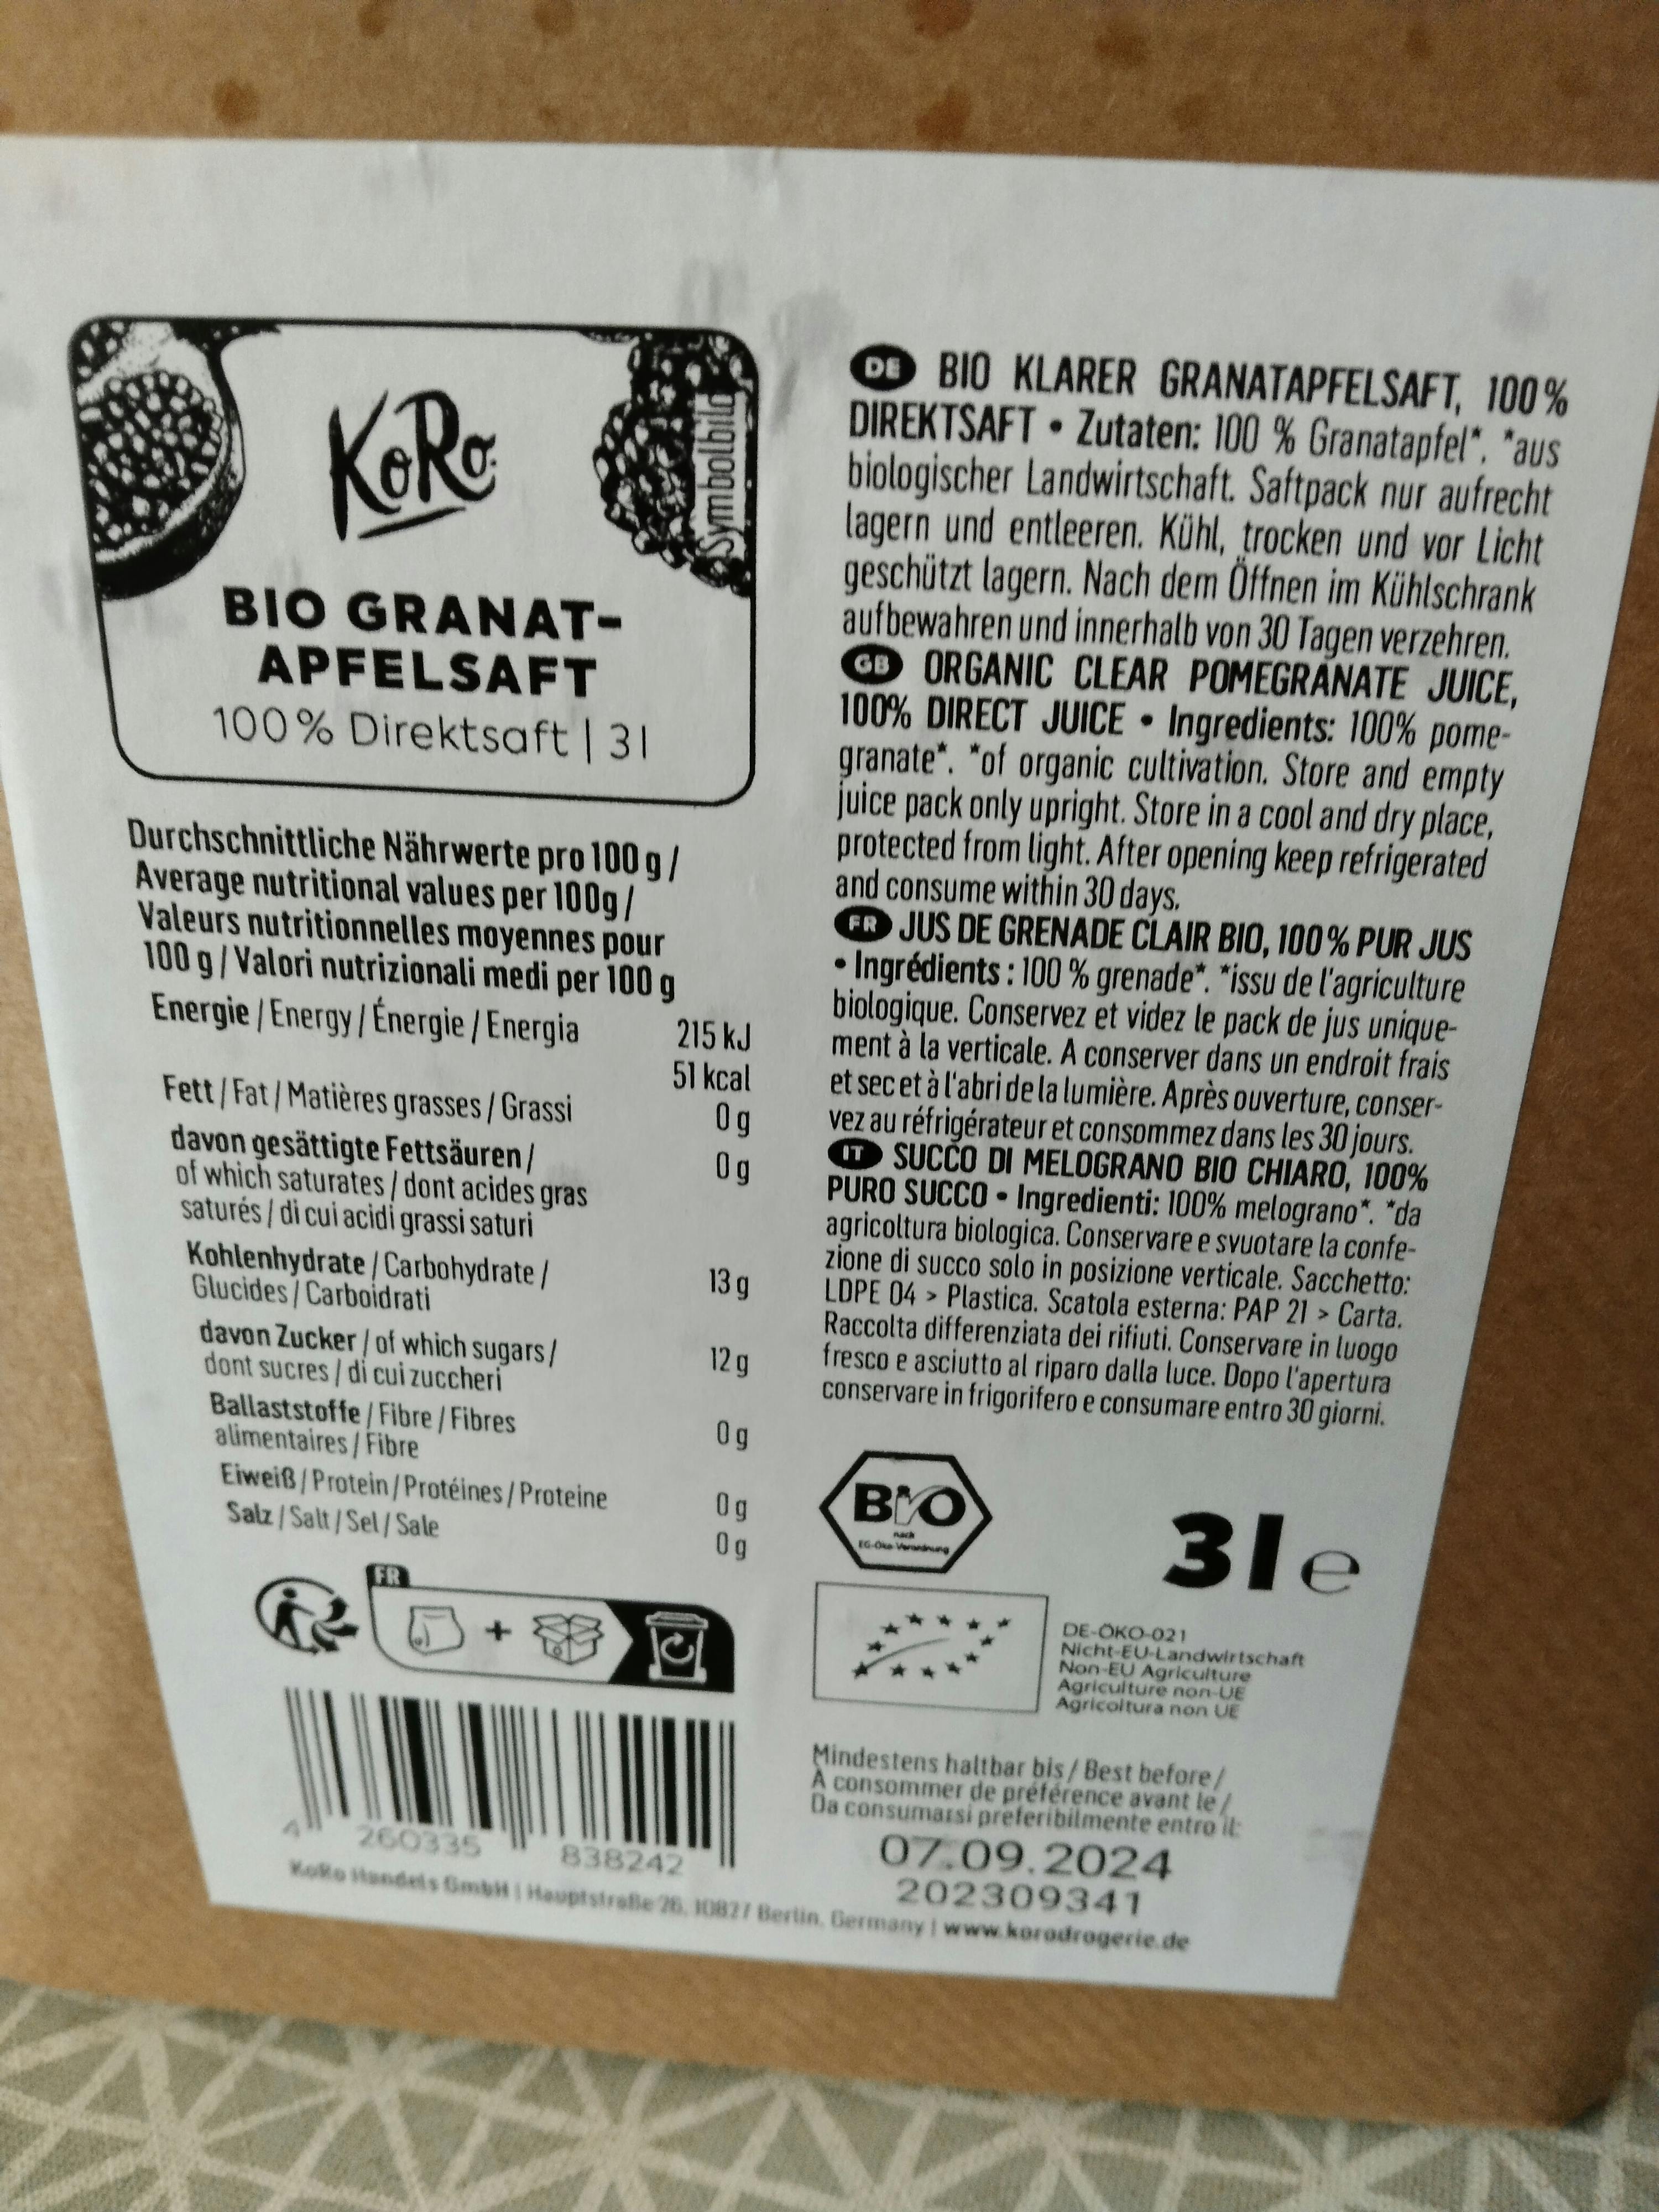 KoRo
Symbolbild
BIO GRANAT-
APFELSAFT
100% Direktsaft | 3l
Durchschnittliche Nährwerte pro 100 g /
Average nutritional values per 100g /
Valeurs nutritionnelles moyennes pour
100 g / Valori nutrizionali medi per 100 g
Energie / Energy / Énergie / Energia 215 kJ
51 kcal
Fett / Fat / Matières grasses / Grassi 0 g
davon gesättigte Fettsäuren / 0 g
of which saturates / dont acides gras
saturés / di cui acidi grassi saturi
Kohlenhydrate / Carbohydrate / 13 g
Glucides / Carboidrati
davon Zucker / of which sugars / 12 g
dont sucres / di cui zuccheri
Ballaststoffe / Fibre / Fibres 0 g
alimentaires / Fibre
Eiweiß / Protein / Protéines / Proteine 0 g
Salz / Salt / Sel / Sale 0 g
FR
4 260335 838242
DE BIO KLARER GRANATAPFELSAFT, 100 %
DIREKTSAFT • Zutaten: 100 % Granatapfel*. *aus
biologischer Landwirtschaft. Saftpack nur aufrecht
lagern und entleeren. Kühl, trocken und vor Licht
geschützt lagern. Nach dem Öffnen im Kühlschrank
aufbewahren und innerhalb von 30 Tagen verzehren.
GB ORGANIC CLEAR POMEGRANATE JUICE,
100% DIRECT JUICE • Ingredients: 100% pome-
granate*. *of organic cultivation. Store and empty
juice pack only upright. Store in a cool and dry place,
protected from light. After opening keep refrigerated
and consume within 30 days.
FR JUS DE GRENADE CLAIR BIO, 100 % PUR JUS
• Ingrédients : 100 % grenade*. *issu de l'agriculture
biologique. Conservez et videz le pack de jus unique-
ment à la verticale. A conserver dans un endroit frais
et sec et à l'abri de la lumière. Après ouverture, conser-
vez au réfrigérateur et consommez dans les 30 jours.
IT SUCCO DI MELOGRANO BIO CHIARO, 100%
PURO SUCCO • Ingredienti: 100% melograno*. *da
agricoltura biologica. Conservare e svuotare la confe-
zione di succo solo in posizione verticale. Sacchetto:
LDPE 04 > Plastica. Scatola esterna: PAP 21 > Carta.
Raccolta differenziata dei rifiuti. Conservare in luogo
fresco e asciutto al riparo dalla luce. Dopo l'apertura
conservare in frigorifero e consumare entro 30 giorni.
BIO
nach
EG-Öko-Verordnung
3l e
DE-ÖKO-021
Nicht-EU-Landwirtschaft
Non-EU Agriculture
Agriculture non-UE
Agricoltura non UE
Mindestens haltbar bis / Best before /
À consommer de préférence avant le /
Da consumarsi preferibilmente entro il:
07.09.2024
202309341
KoRo Handels GmbH | Hauptstraße 26, 10827 Berlin, Germany | www.korodrogerie.de